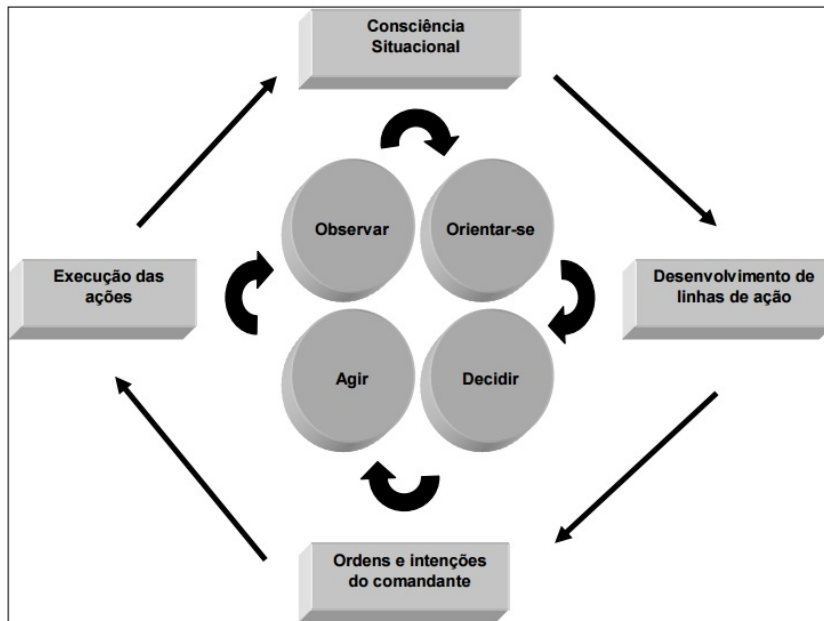 Consciência
Situacional
Observar
Orientar-se
Execução das
ações
Desenvolvimento de
linhas de ação
Agir
Decidir
Ordens e intenções
do comandante